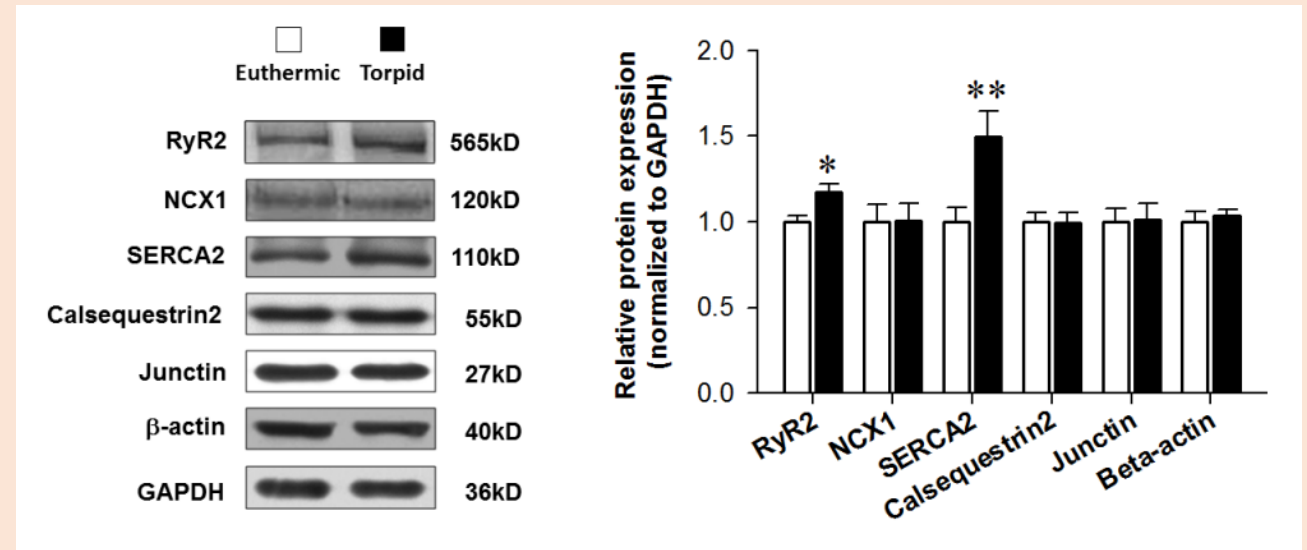 Euthermic Torpid
RyR2 565kD
NCX1 120kD
SERCA2 110kD
Calsequestrin2 55kD
Junctin 27kD
β-actin 40kD
GAPDH 36kD
Relative protein expression
(normalized to GAPDH)
2.0
1.5
1.0
0.5
0.0
*
**
RyR2
NCX1
SERCA2
Calsequestrin2
Junctin
Beta-actin